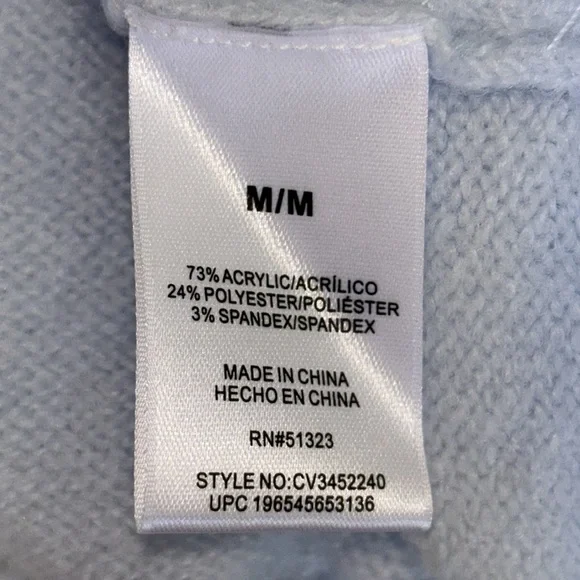 M/M
73% ACRYLIC/ACRÍLICO
24% POLYESTER/POLIÉSTER
3% SPANDEX/SPANDEX
MADE IN CHINA
HECHO EN CHINA
RN#51323
STYLE NO:CV3452240
UPC 196545653136